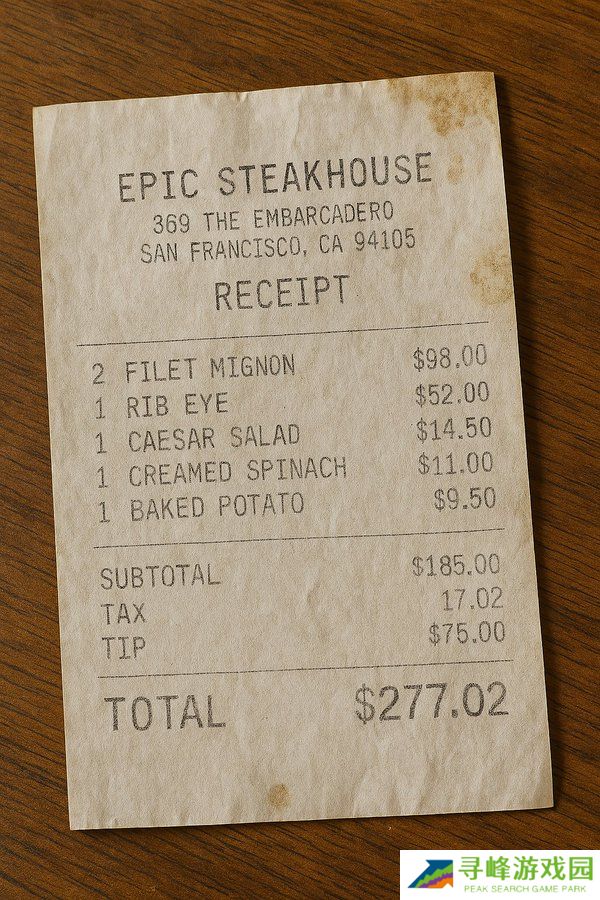 EPIC STEAKHOUSE
369 THE EMBARCADERO
SAN FRANCISCO, CA 94105
RECEIPT
2 FILET MIGNON $98.00
1 RIB EYE $52.00
1 CAESAR SALAD $14.50
1 CREAMED SPINACH $11.00
1 BAKED POTATO $9.50
SUBTOTAL $185.00
TAX 17.02
TIP $75.00
TOTAL $277.02
寻峰游戏园
PEAK SEARCH GAME PARK